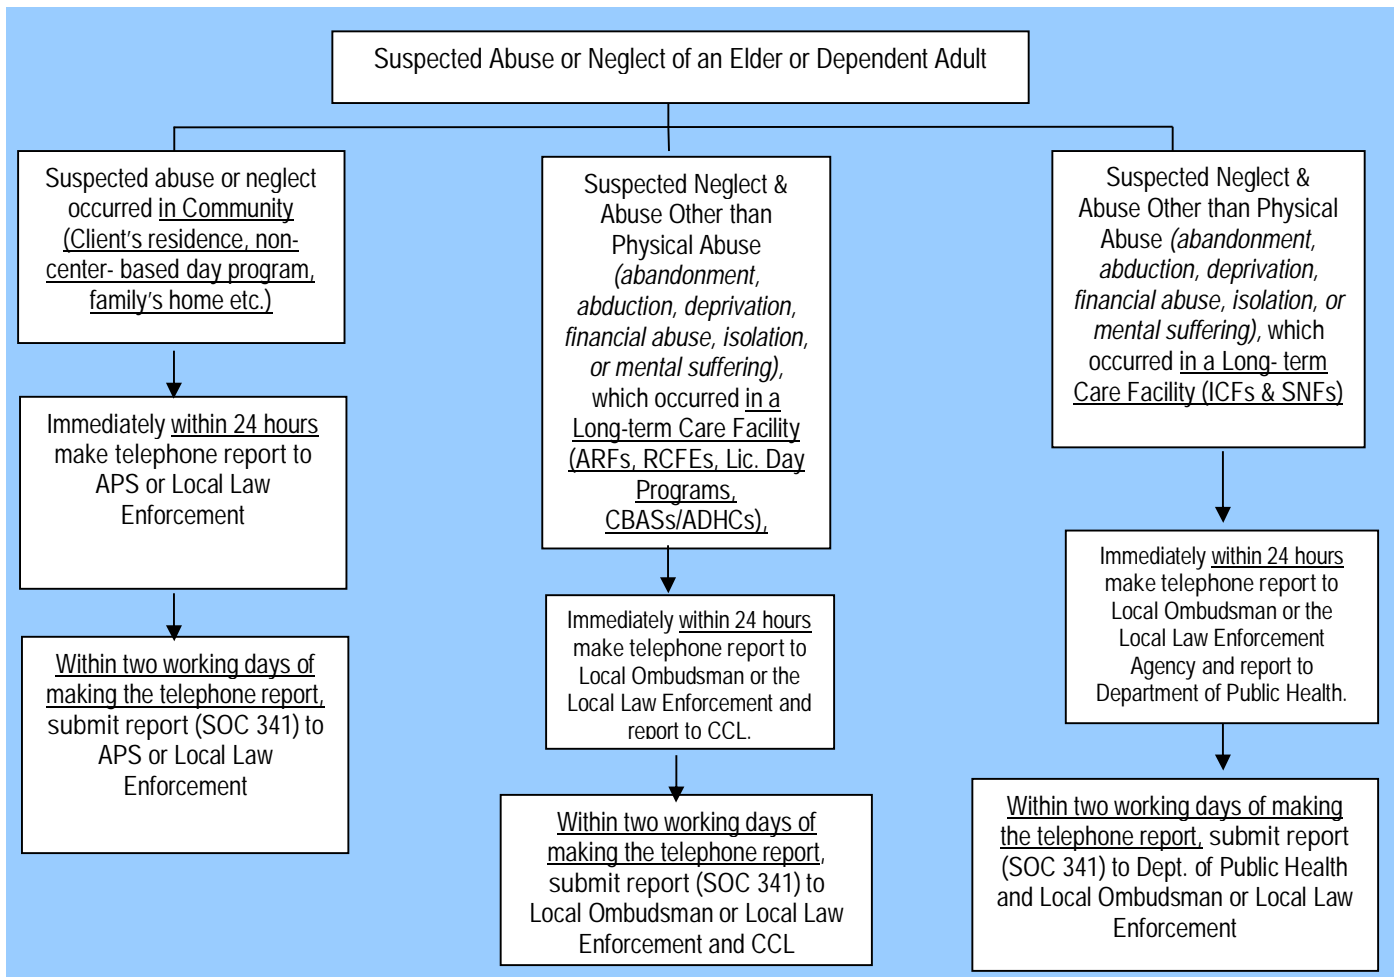 Suspected Abuse or Neglect of an Elder or Dependent Adult
Suspected abuse or neglect
occurred in Community
(Client's residence, non-
center- based day program,
family's home etc.)
Immediately within 24 hours
make telephone report to
APS or Local Law
Enforcement
Within two working days of
making the telephone report,
submit report (SOC 341) to
APS or Local Law
Enforcement
Suspected Neglect &
Abuse Other than
Physical Abuse
(abandonment,
abduction, deprivation,
financial abuse, isolation,
or mental suffering),
which occurred in a
Long-term Care Facility
(ARFs, RCFEs, Lic. Day
Programs,
CBASs/ADHCs),
Immediately within 24 hours
make telephone report to
Local Ombudsman or the
Local Law Enforcement and
report to CCL.
Within two working days of
making the telephone report,
submit report (SOC 341) to
Local Ombudsman or Local Law
Enforcement and CCL
Suspected Neglect &
Abuse Other than Physical
Abuse (abandonment,
abduction, deprivation,
financial abuse, isolation, or
mental suffering), which
occurred in a Long- term
Care Facility (ICFs & SNFs)
Immediately within 24 hours
make telephone report to
Local Ombudsman or the
Local Law Enforcement
Agency and report to
Department of Public Health.
Within two working days of making
the telephone report, submit report
(SOC 341) to Dept. of Public Health
and Local Ombudsman or Local Law
Enforcement